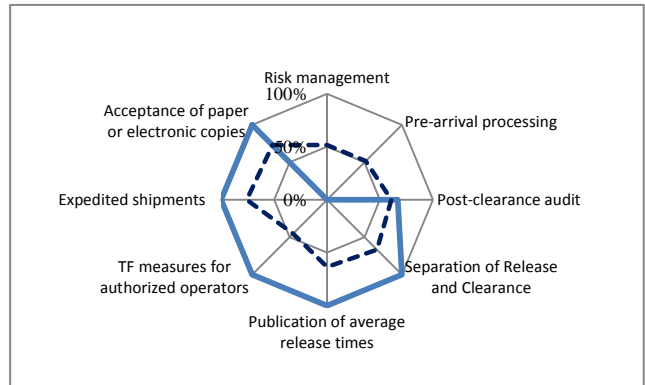 Risk management
100%
Acceptance of paper
or electronic copies
Pre-arrival processing
50%
Expedited shipments
0%
Post-clearance audit
TF measures for
authorized operators
Separation of Release
and Clearance
Publication of average
release times